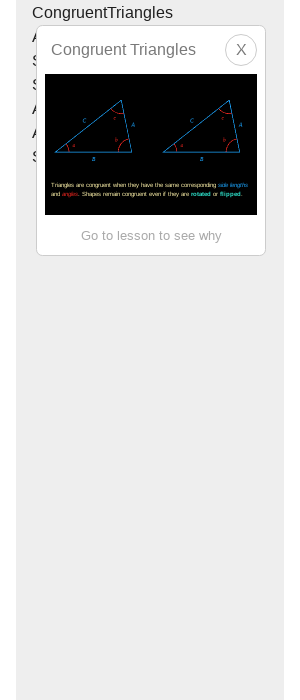 CongruentTriangles
A
S
S
A
A
S
Congruent Triangles
X
C
A
B
C
A
B
Triangles are congruent when they have the same corresponding side lengths
and angles. Shapes remain congruent even if they are rotated or flipped.
Go to lesson to see why